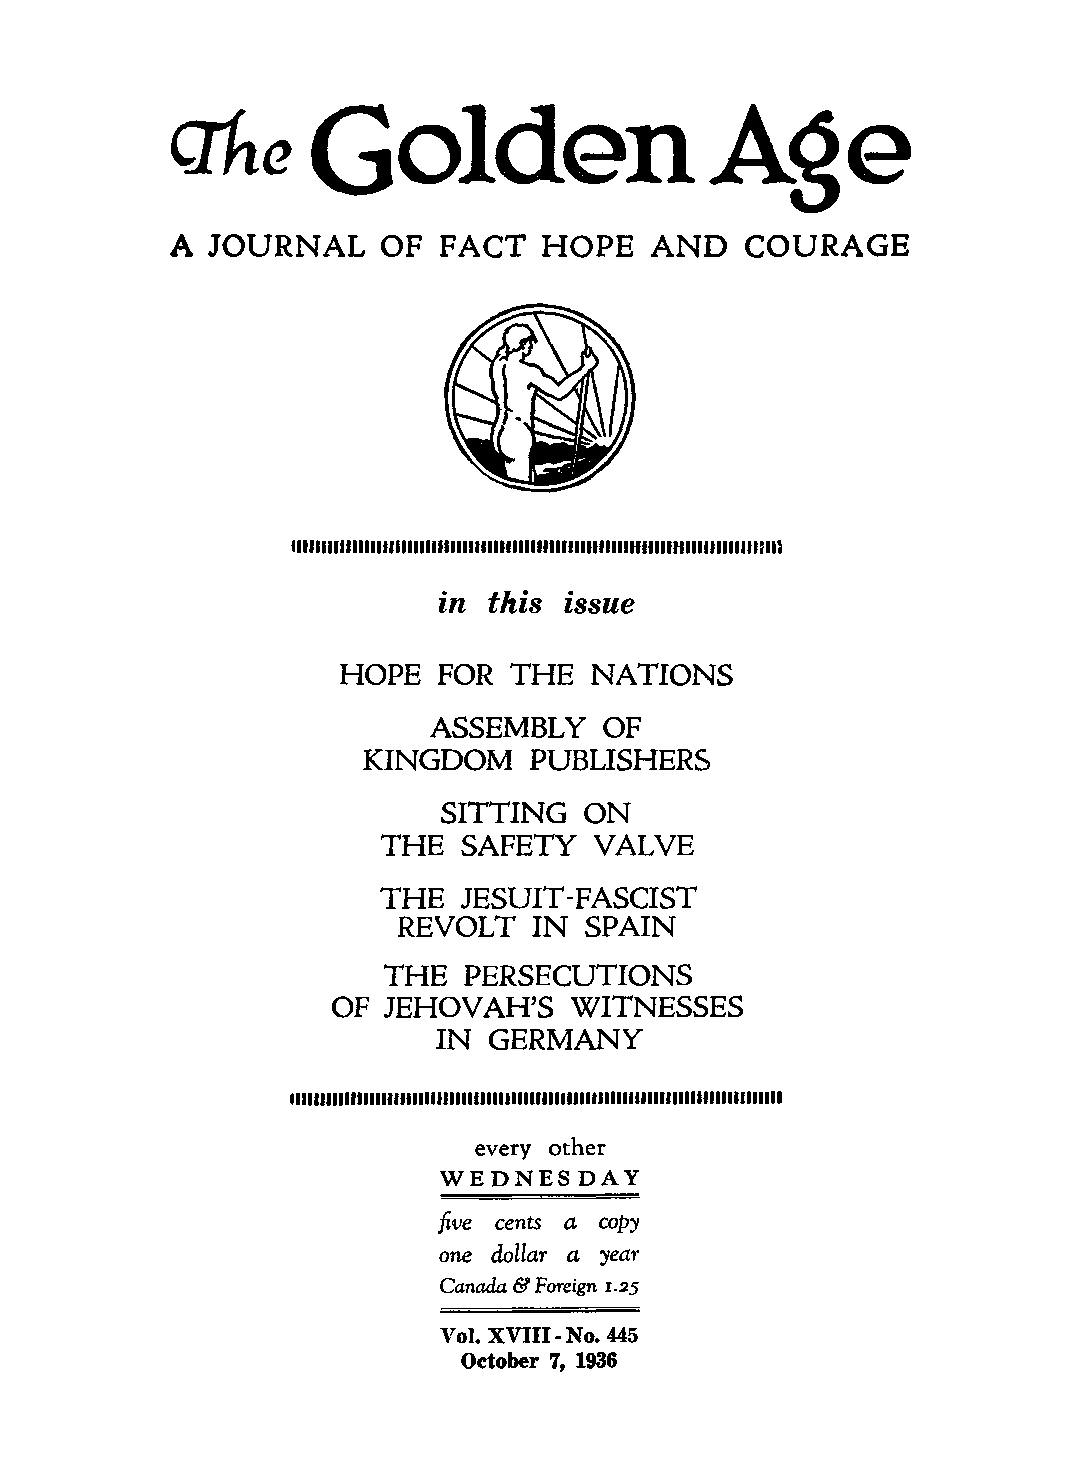 The Golden Age
A JOURNAL OF FACT HOPE AND COURAGE
in this issue
HOPE FOR THE NATIONS
ASSEMBLY OF
KINGDOM PUBLISHERS
SITTING ON
THE SAFETY VALVE
THE JESUIT-FASCIST
REVOLT IN SPAIN
THE PERSECUTIONS
OF JEHOVAH'S WITNESSES
IN GERMANY
every other
WEDNESDAY
five cents a copy
one dollar a year
Canada & Foreign 1.25
Vol. XVIII - No. 445
October 7, 1936